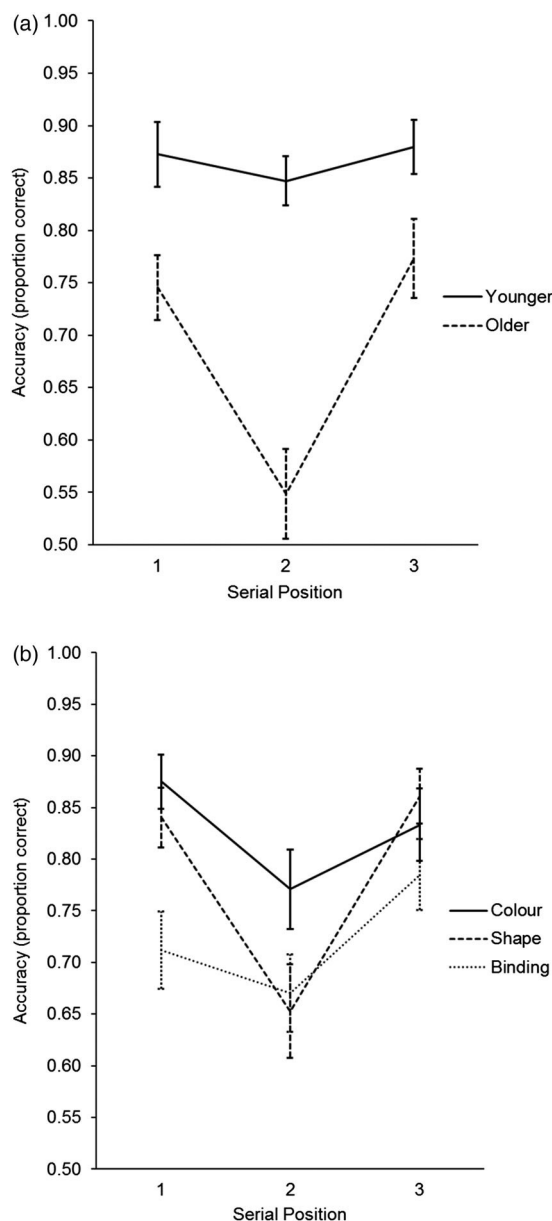 (a)
1.00
0.95
0.90
0.85
0.80
0.75
0.70
0.65
0.60
0.55
0.50
Accuracy (proportion correct)
Younger
Older
1 2 3
Serial Position
(b)
1.00
0.95
0.90
0.85
0.80
0.75
0.70
0.65
0.60
0.55
0.50
Accuracy (proportion correct)
Colour
Shape
Binding
1 2 3
Serial Position